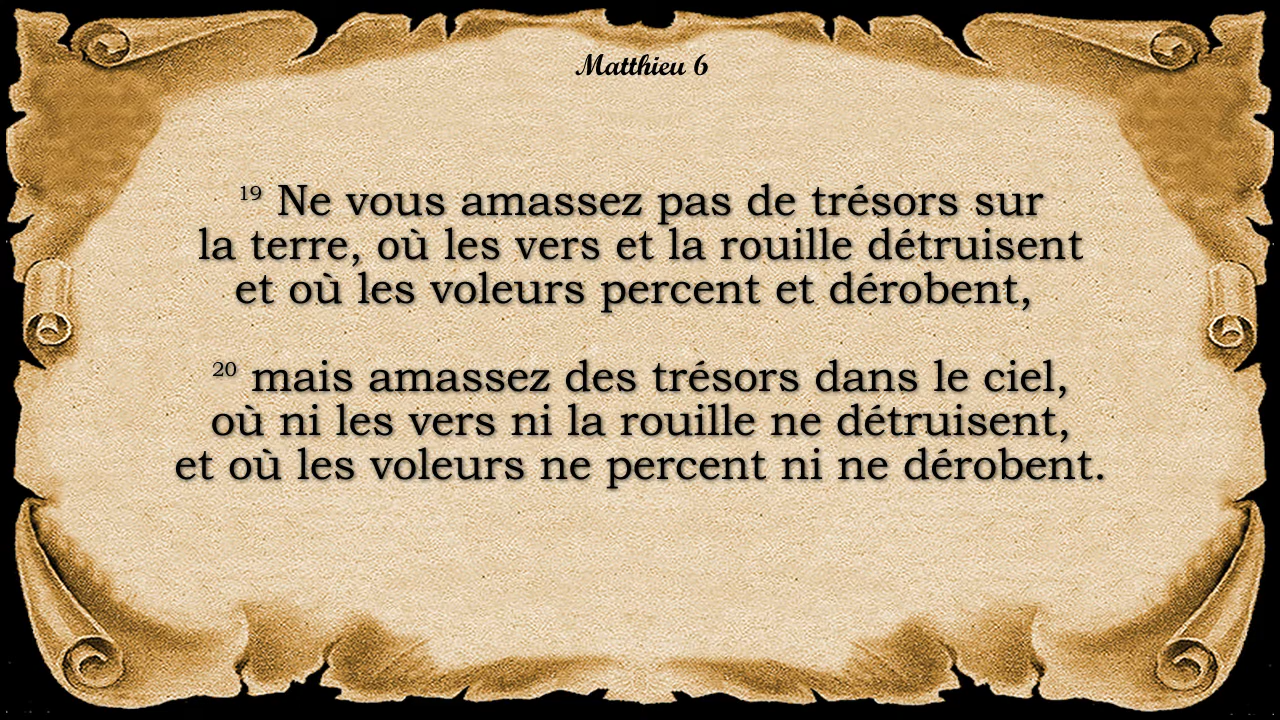 Matthieu 6
19 Ne vous amassez pas de trésors sur
la terre, où les vers et la rouille détruisent
et où les voleurs percent et dérobent,
20 mais amassez des trésors dans le ciel,
où ni les vers ni la rouille ne détruisent,
et où les voleurs ne percent ni ne dérobent.